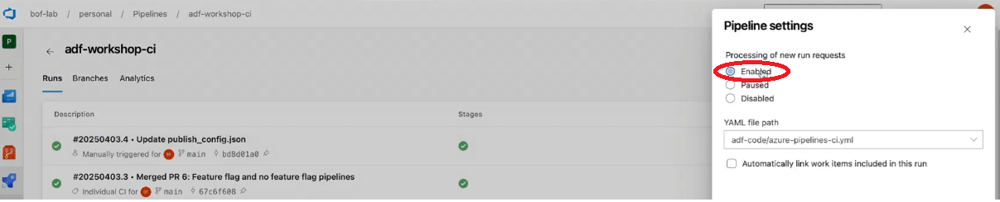 bof-lab / personal / Pipelines / adf-workshop-ci
P
adf-workshop-ci
Runs Branches Analytics
Description Stages
#20250403.4 • Update publish_config.json
Manually triggered for main bd8d01a0
#20250403.3 • Merged PR 6: Feature flag and no feature flag pipelines
Individual CI for main 67c6f608
Pipeline settings
Processing of new run requests
Enabled
Paused
Disabled
YAML file path
adf-code/azure-pipelines-ci.yml
Automatically link work items included in this run